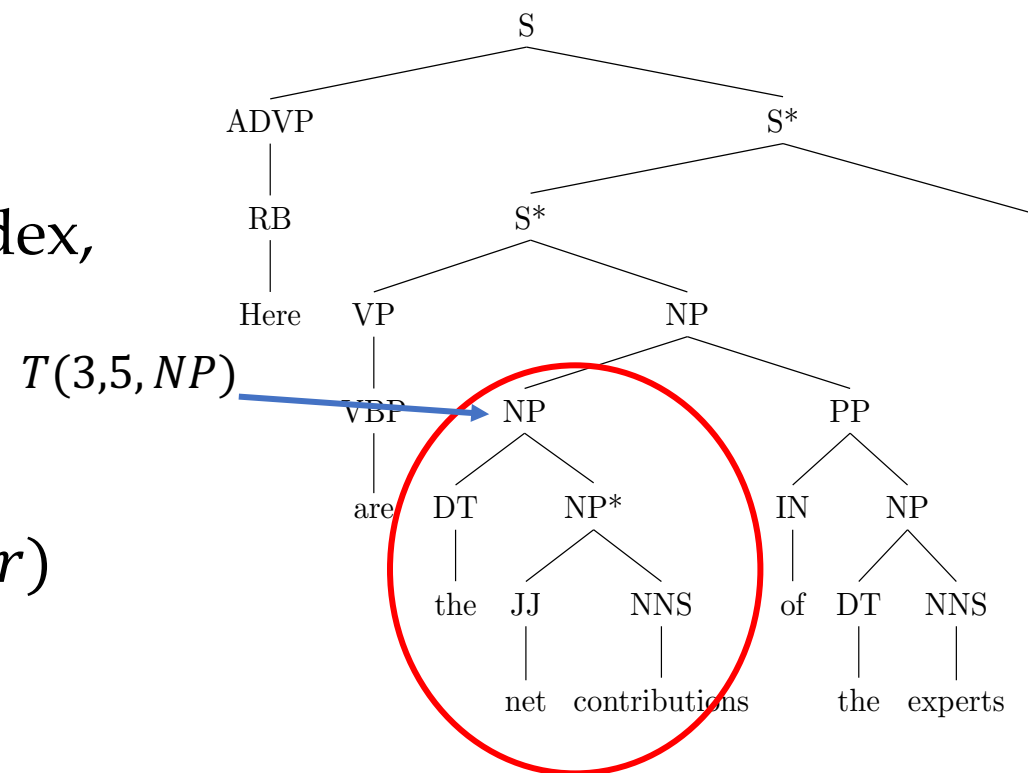 S
ADVP S*
RB S*
dex,
Here VP NP
T(3,5, NP)
VBP NP PP
are DT NP* IN NP
r)
the JJ NNS of DT NNS
net contributions the experts